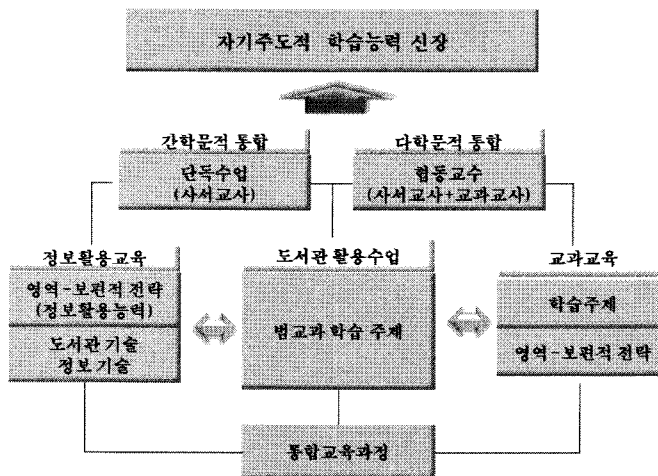 자기주도적 학습능력 신장
간학문적 통합
다학문적 통합
단독수업
(사서교사)
협동교수
(사서교사+교과교사)
정보활용교육
도서관 활용수업
교과교육
영역-보편적 전략
(정보활용능력)
도서관 기술
정보 기술
범교과 학습 주제
학습주제
영역-보편적 전략
통합교육과정